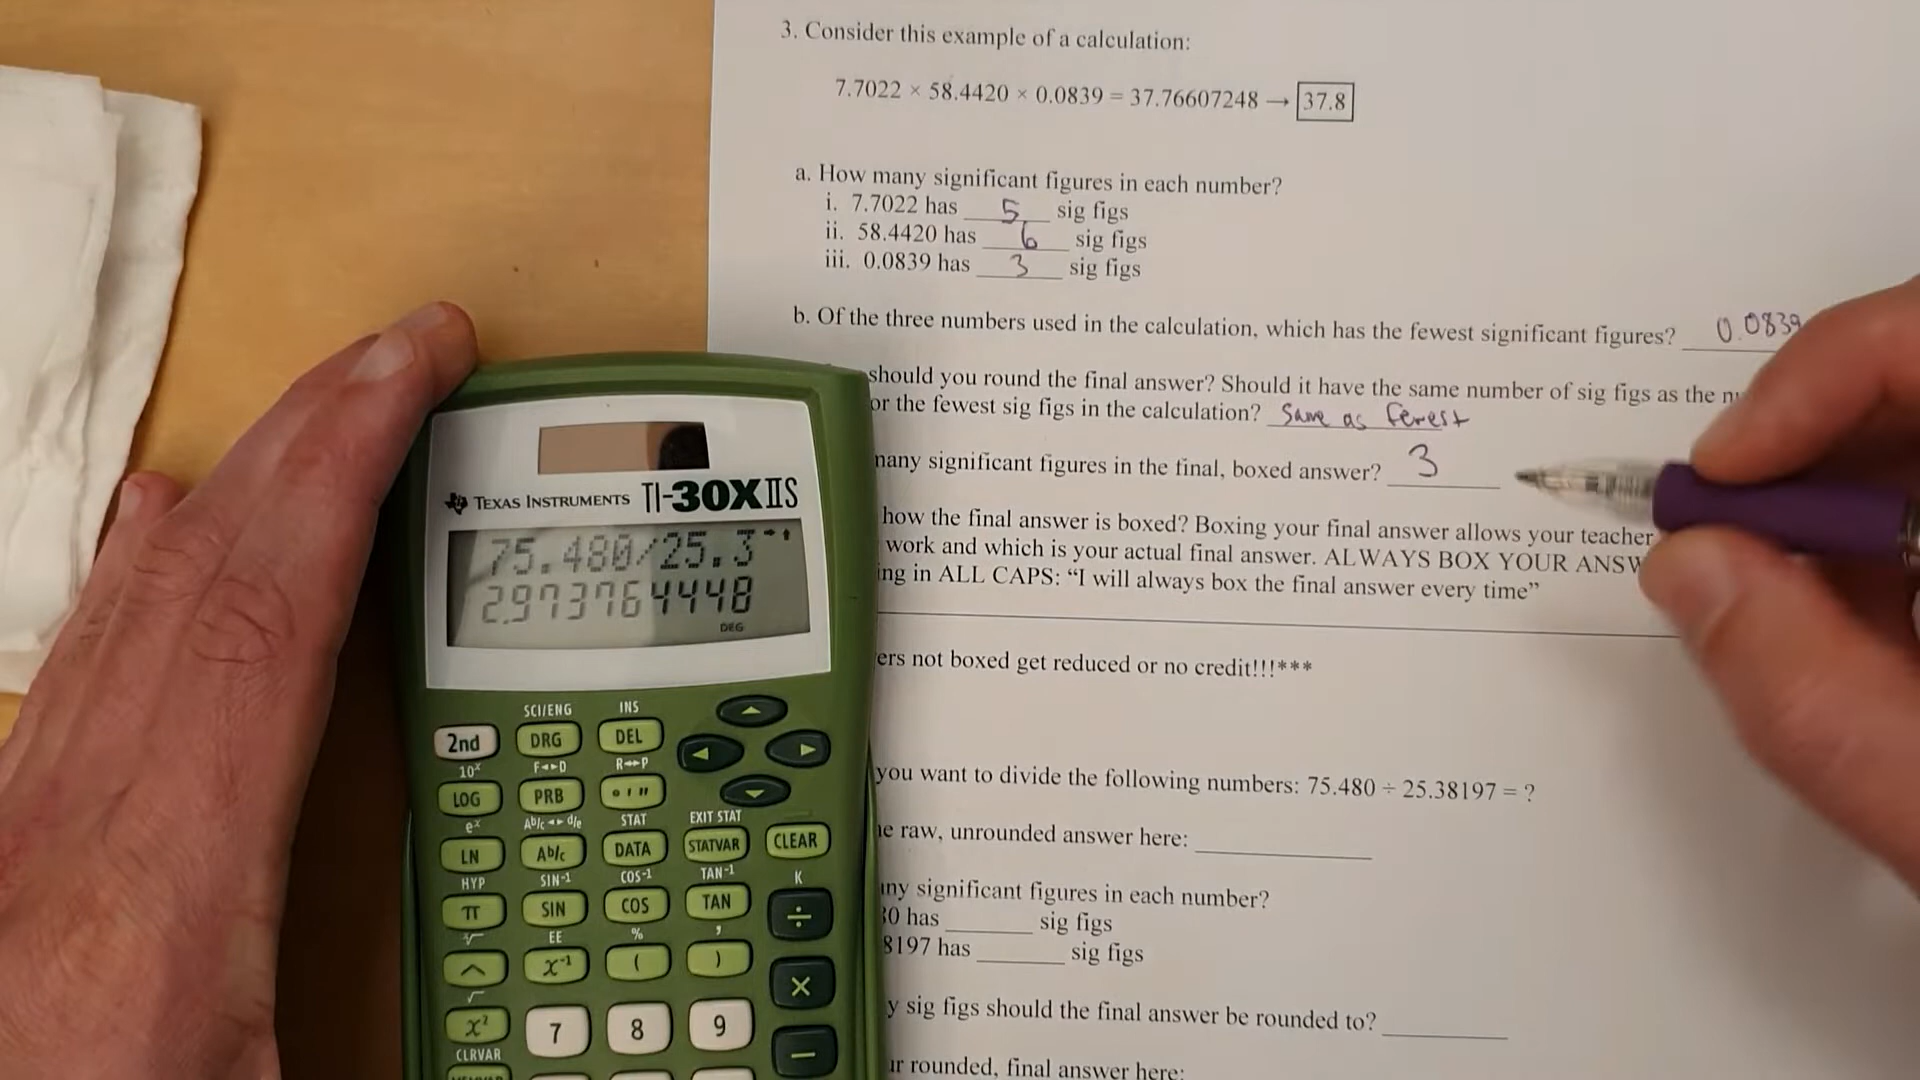 3. Consider this example of a calculation:
7.7022 × 58.4420 × 0.0839 = 37.76607248 → 37.8
a. How many significant figures in each number?
i. 7.7022 has 5 sig figs
ii. 58.4420 has 6 sig figs
iii. 0.0839 has 3 sig figs
b. Of the three numbers used in the calculation, which has the fewest significant figures? 0.0839
should you round the final answer? Should it have the same number of sig figs as the
or the fewest sig figs in the calculation? Same as fewest
many significant figures in the final, boxed answer? 3
how the final answer is boxed? Boxing your final answer allows your teacher
work and which is your actual final answer. ALWAYS BOX YOUR ANSW
ing in ALL CAPS: “I will always box the final answer every time”
ers not boxed get reduced or no credit!!!***
you want to divide the following numbers: 75.480 ÷ 25.38197 = ?
e raw, unrounded answer here:
any significant figures in each number?
80 has sig figs
8197 has sig figs
y sig figs should the final answer be rounded to?
ur rounded, final answer here:
TEXAS INSTRUMENTS TI-30X IIS
75.480/25.3
2.973764448
DEG
SCI/ENG INS
2nd DRG DEL
10ˣ F◄►D R◄►P
LOG PRB ° ' "
eˣ Ab/c◄►d/e STAT EXIT STAT
LN Ab/c DATA STATVAR CLEAR
HYP SIN⁻¹ COS⁻¹ TAN⁻¹ K
π SIN COS TAN ÷
ˣ√ EE % ,
^ x⁻¹ ( ) ×
√
x² 7 8 9 −
CLRVAR